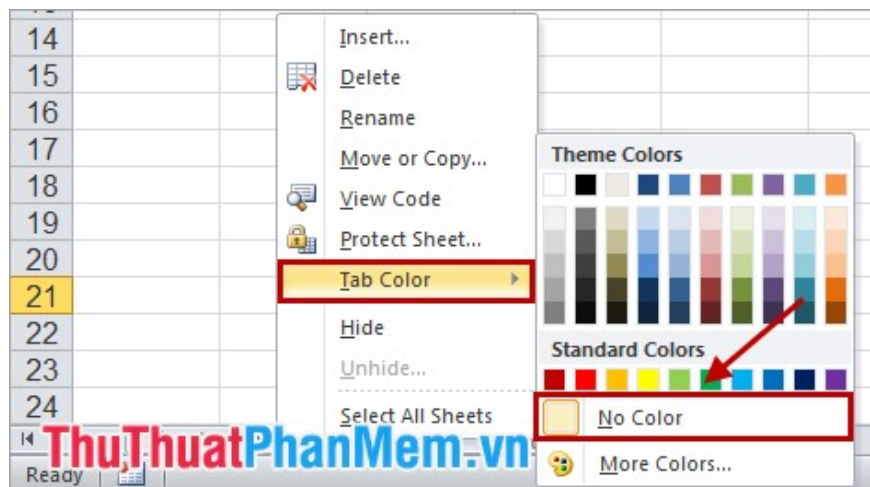 14
15
16
17
18
19
20
21
22
23
24
Insert...
Delete
Rename
Move or Copy...
View Code
Protect Sheet...
Tab Color
Hide
Unhide...
Select All Sheets
Theme Colors
Standard Colors
No Color
More Colors...
ThuThuatPhanMem.vn
Ready